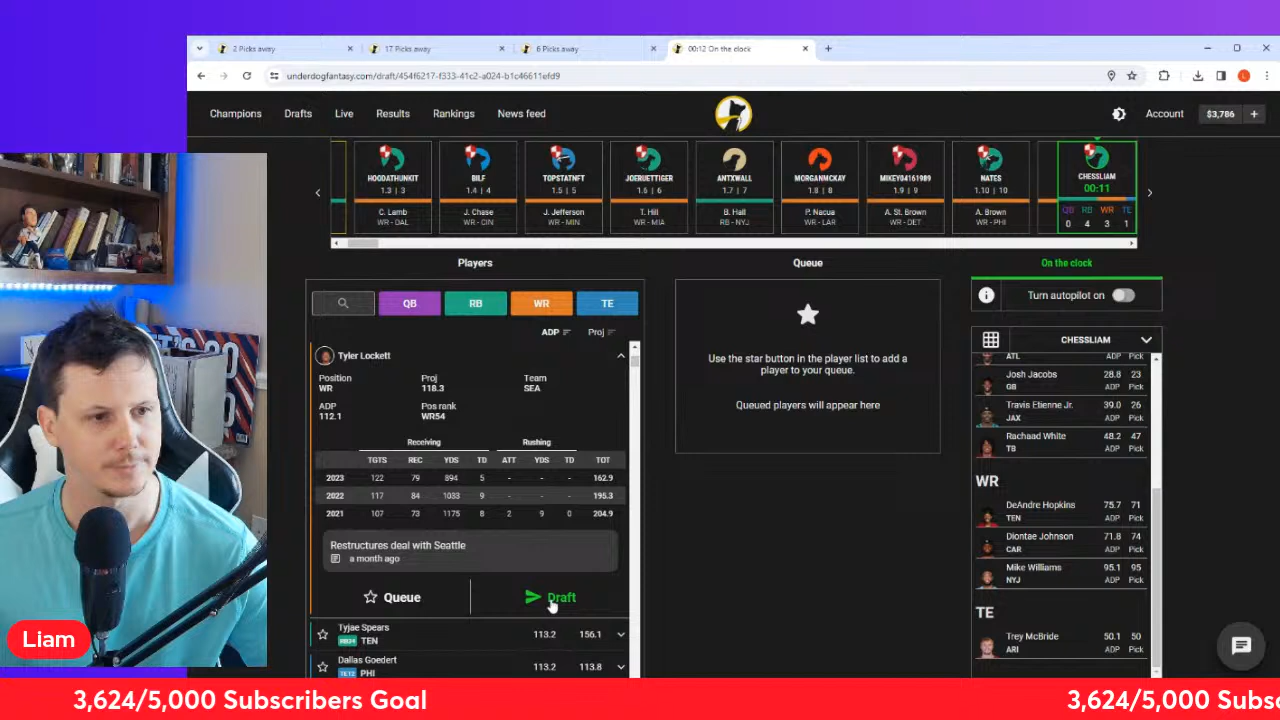 2 Picks away
17 Picks away
6 Picks away
00:12 On the clock
underdogfantasy.com/draft/454f6217-f333-41c2-a024-b1c46611efd9
Champions
Drafts
Live
Results
Rankings
News feed
Account
$3,786
HOODATHUNKIT
1.3 | 3
C. Lamb
WR - DAL
BILF
1.4 | 4
J. Chase
WR - CIN
TOPSTATNFT
1.5 | 5
J. Jefferson
WR - MIN
JOERUETTIGER
1.6 | 6
T. Hill
WR - MIA
ANTXWALL
1.7 | 7
B. Hall
RB - NYJ
MORGANMCKAY
1.8 | 8
P. Nacua
WR - LAR
MIKEY04161989
1.9 | 9
A. St. Brown
WR - DET
NATES
1.10 | 10
A. Brown
WR - PHI
CHESSLIAM
00:11
QB RB WR TE
0 4 3 1
Players
Queue
On the clock
QB
RB
WR
TE
ADP
Proj
Tyler Lockett
Position
WR
Proj
118.3
Team
SEA
ADP
112.1
Pos rank
WR54
Receiving
Rushing
TGTS REC YDS TD ATT YDS TD TOT
2023 122 79 894 5 - - - 162.9
2022 117 84 1033 9 - - - 195.3
2021 107 73 1175 8 2 9 0 204.9
Restructures deal with Seattle
a month ago
Queue
Draft
Tyjae Spears
TEN
113.2
156.1
Dallas Goedert
PHI
113.2
113.8
Use the star button in the player list to add a
player to your queue.
Queued players will appear here
Turn autopilot on
CHESSLIAM
ATL ADP Pick
Josh Jacobs 28.8 23
GB ADP Pick
Travis Etienne Jr. 39.0 26
JAX ADP Pick
Rachaad White 48.2 47
TB ADP Pick
WR
DeAndre Hopkins 75.7 71
TEN ADP Pick
Diontae Johnson 71.8 74
CAR ADP Pick
Mike Williams 95.1 95
NYJ ADP Pick
TE
Trey McBride 50.1 50
ARI ADP Pick
Liam
3,624/5,000 Subscribers Goal
3,624/5,000 Subsc